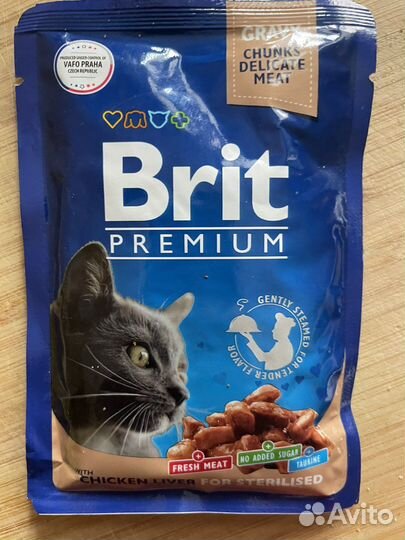 PRODUCED UNDER CONTROL OF
VAFO PRAHA
CZECH REPUBLIC
GRAVY
CHUNKS
DELICATE
MEAT
Brit
PREMIUM
GENTLY STEAMED FOR TENDER FLAVOR
+ FRESH MEAT
+ NO ADDED SUGAR
+ TAURINE
WITH
CHICKEN LIVER FOR STERILISED
Avito